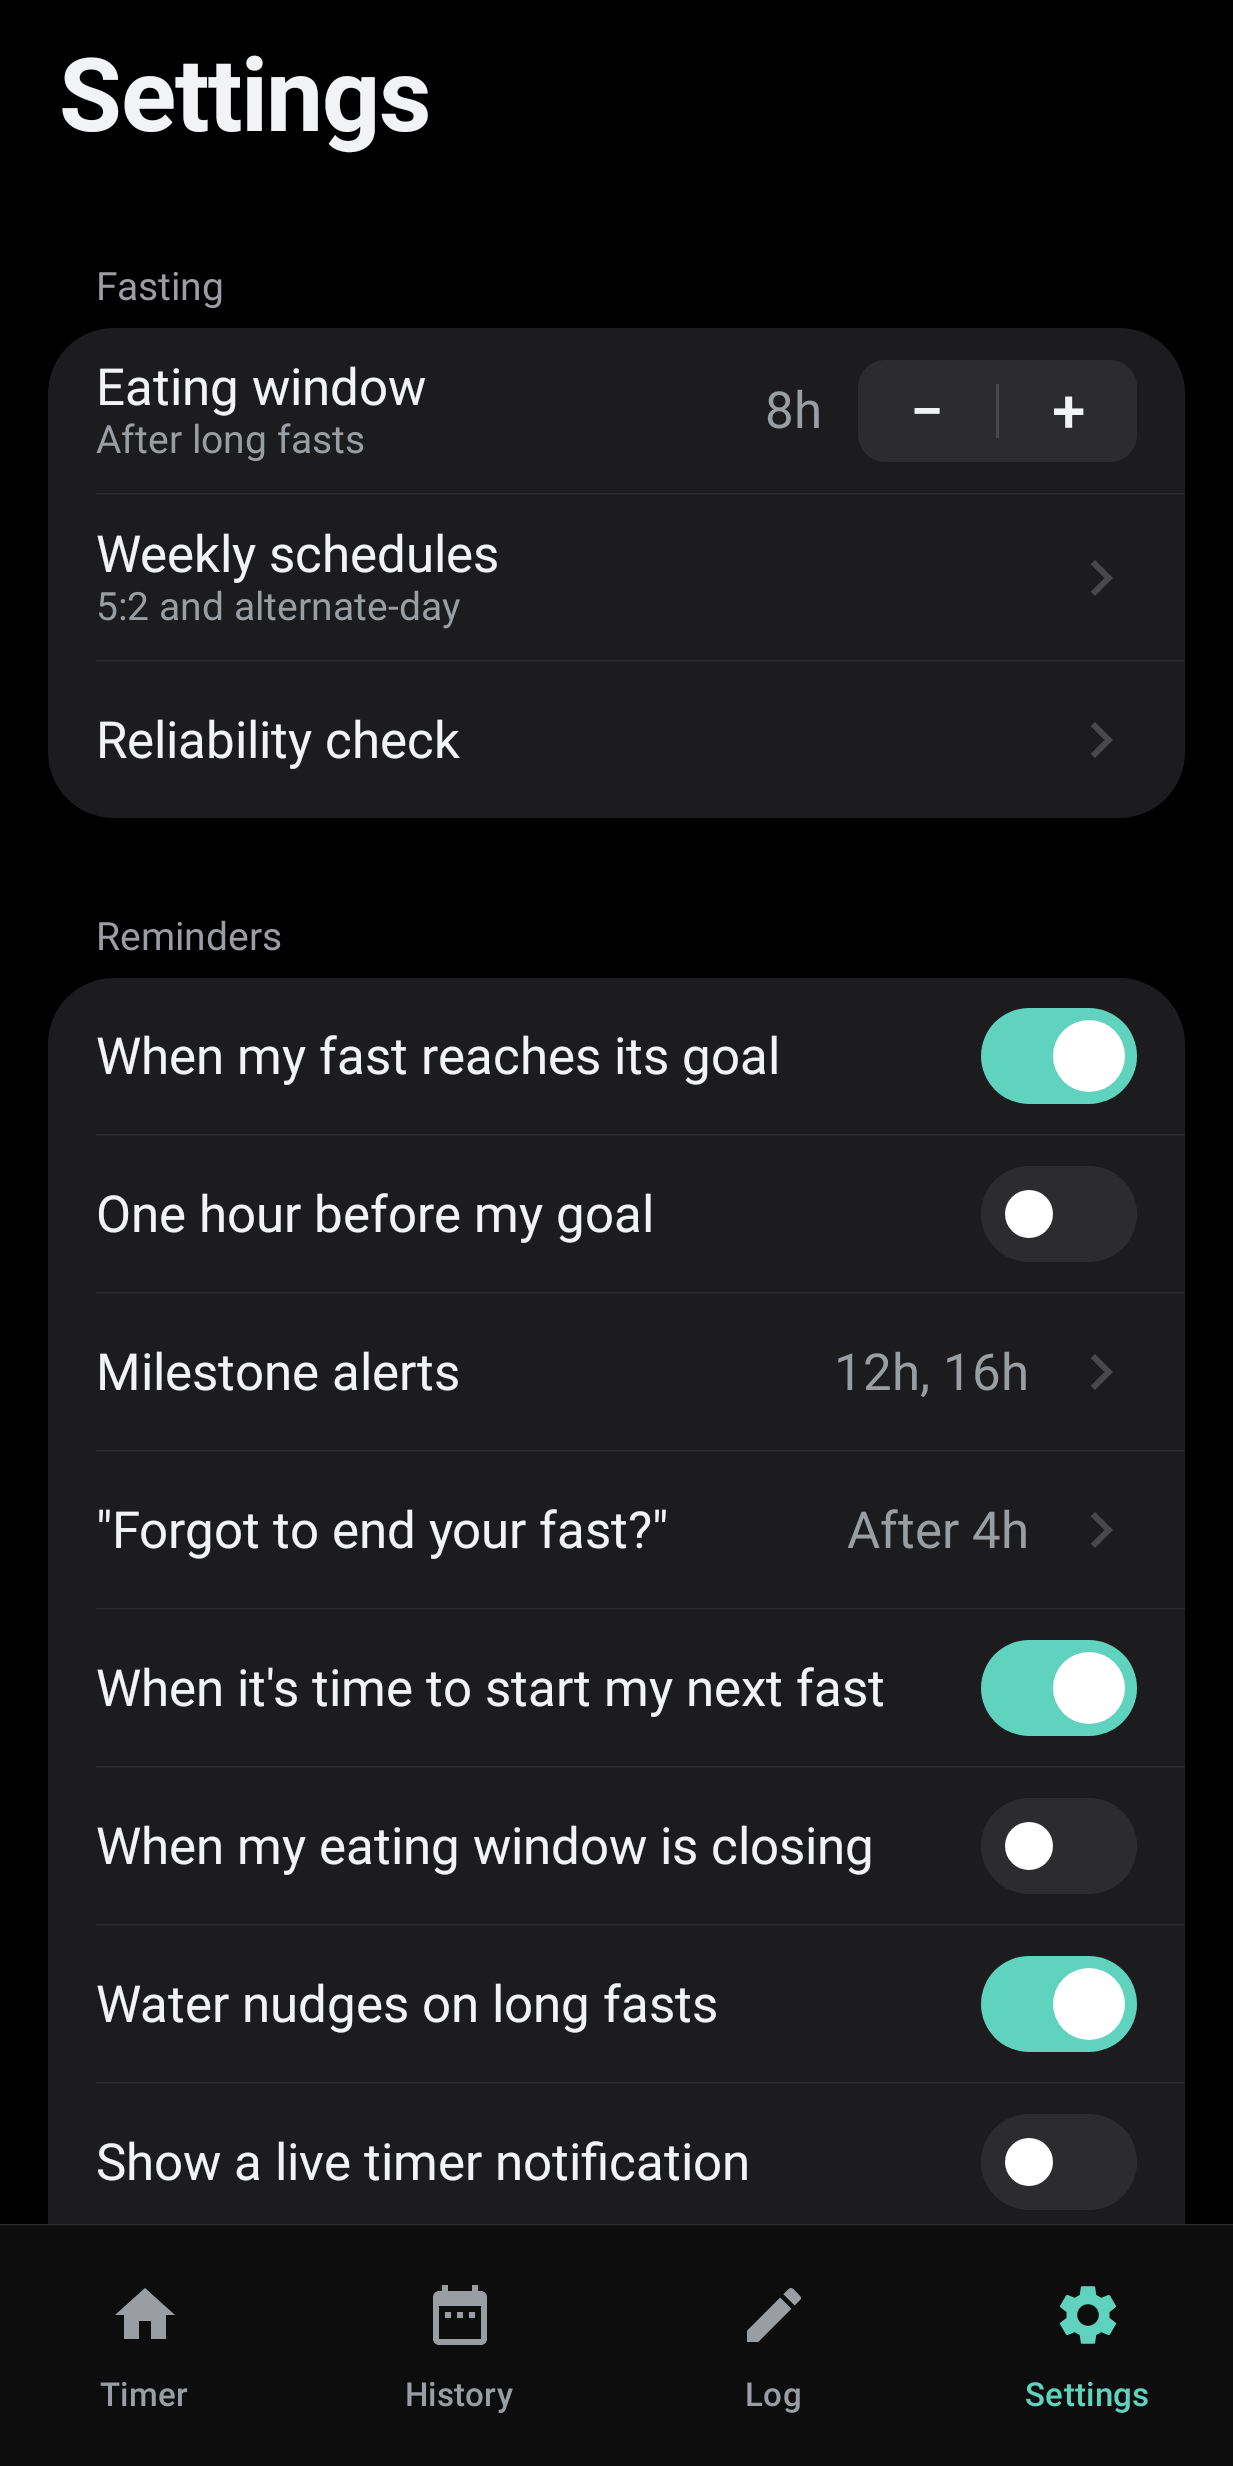 Settings
Fasting
Eating window
After long fasts
8h
− +
Weekly schedules
5:2 and alternate-day
Reliability check
Reminders
When my fast reaches its goal
One hour before my goal
Milestone alerts
12h, 16h
"Forgot to end your fast?"
After 4h
When it's time to start my next fast
When my eating window is closing
Water nudges on long fasts
Show a live timer notification
Timer
History
Log
Settings